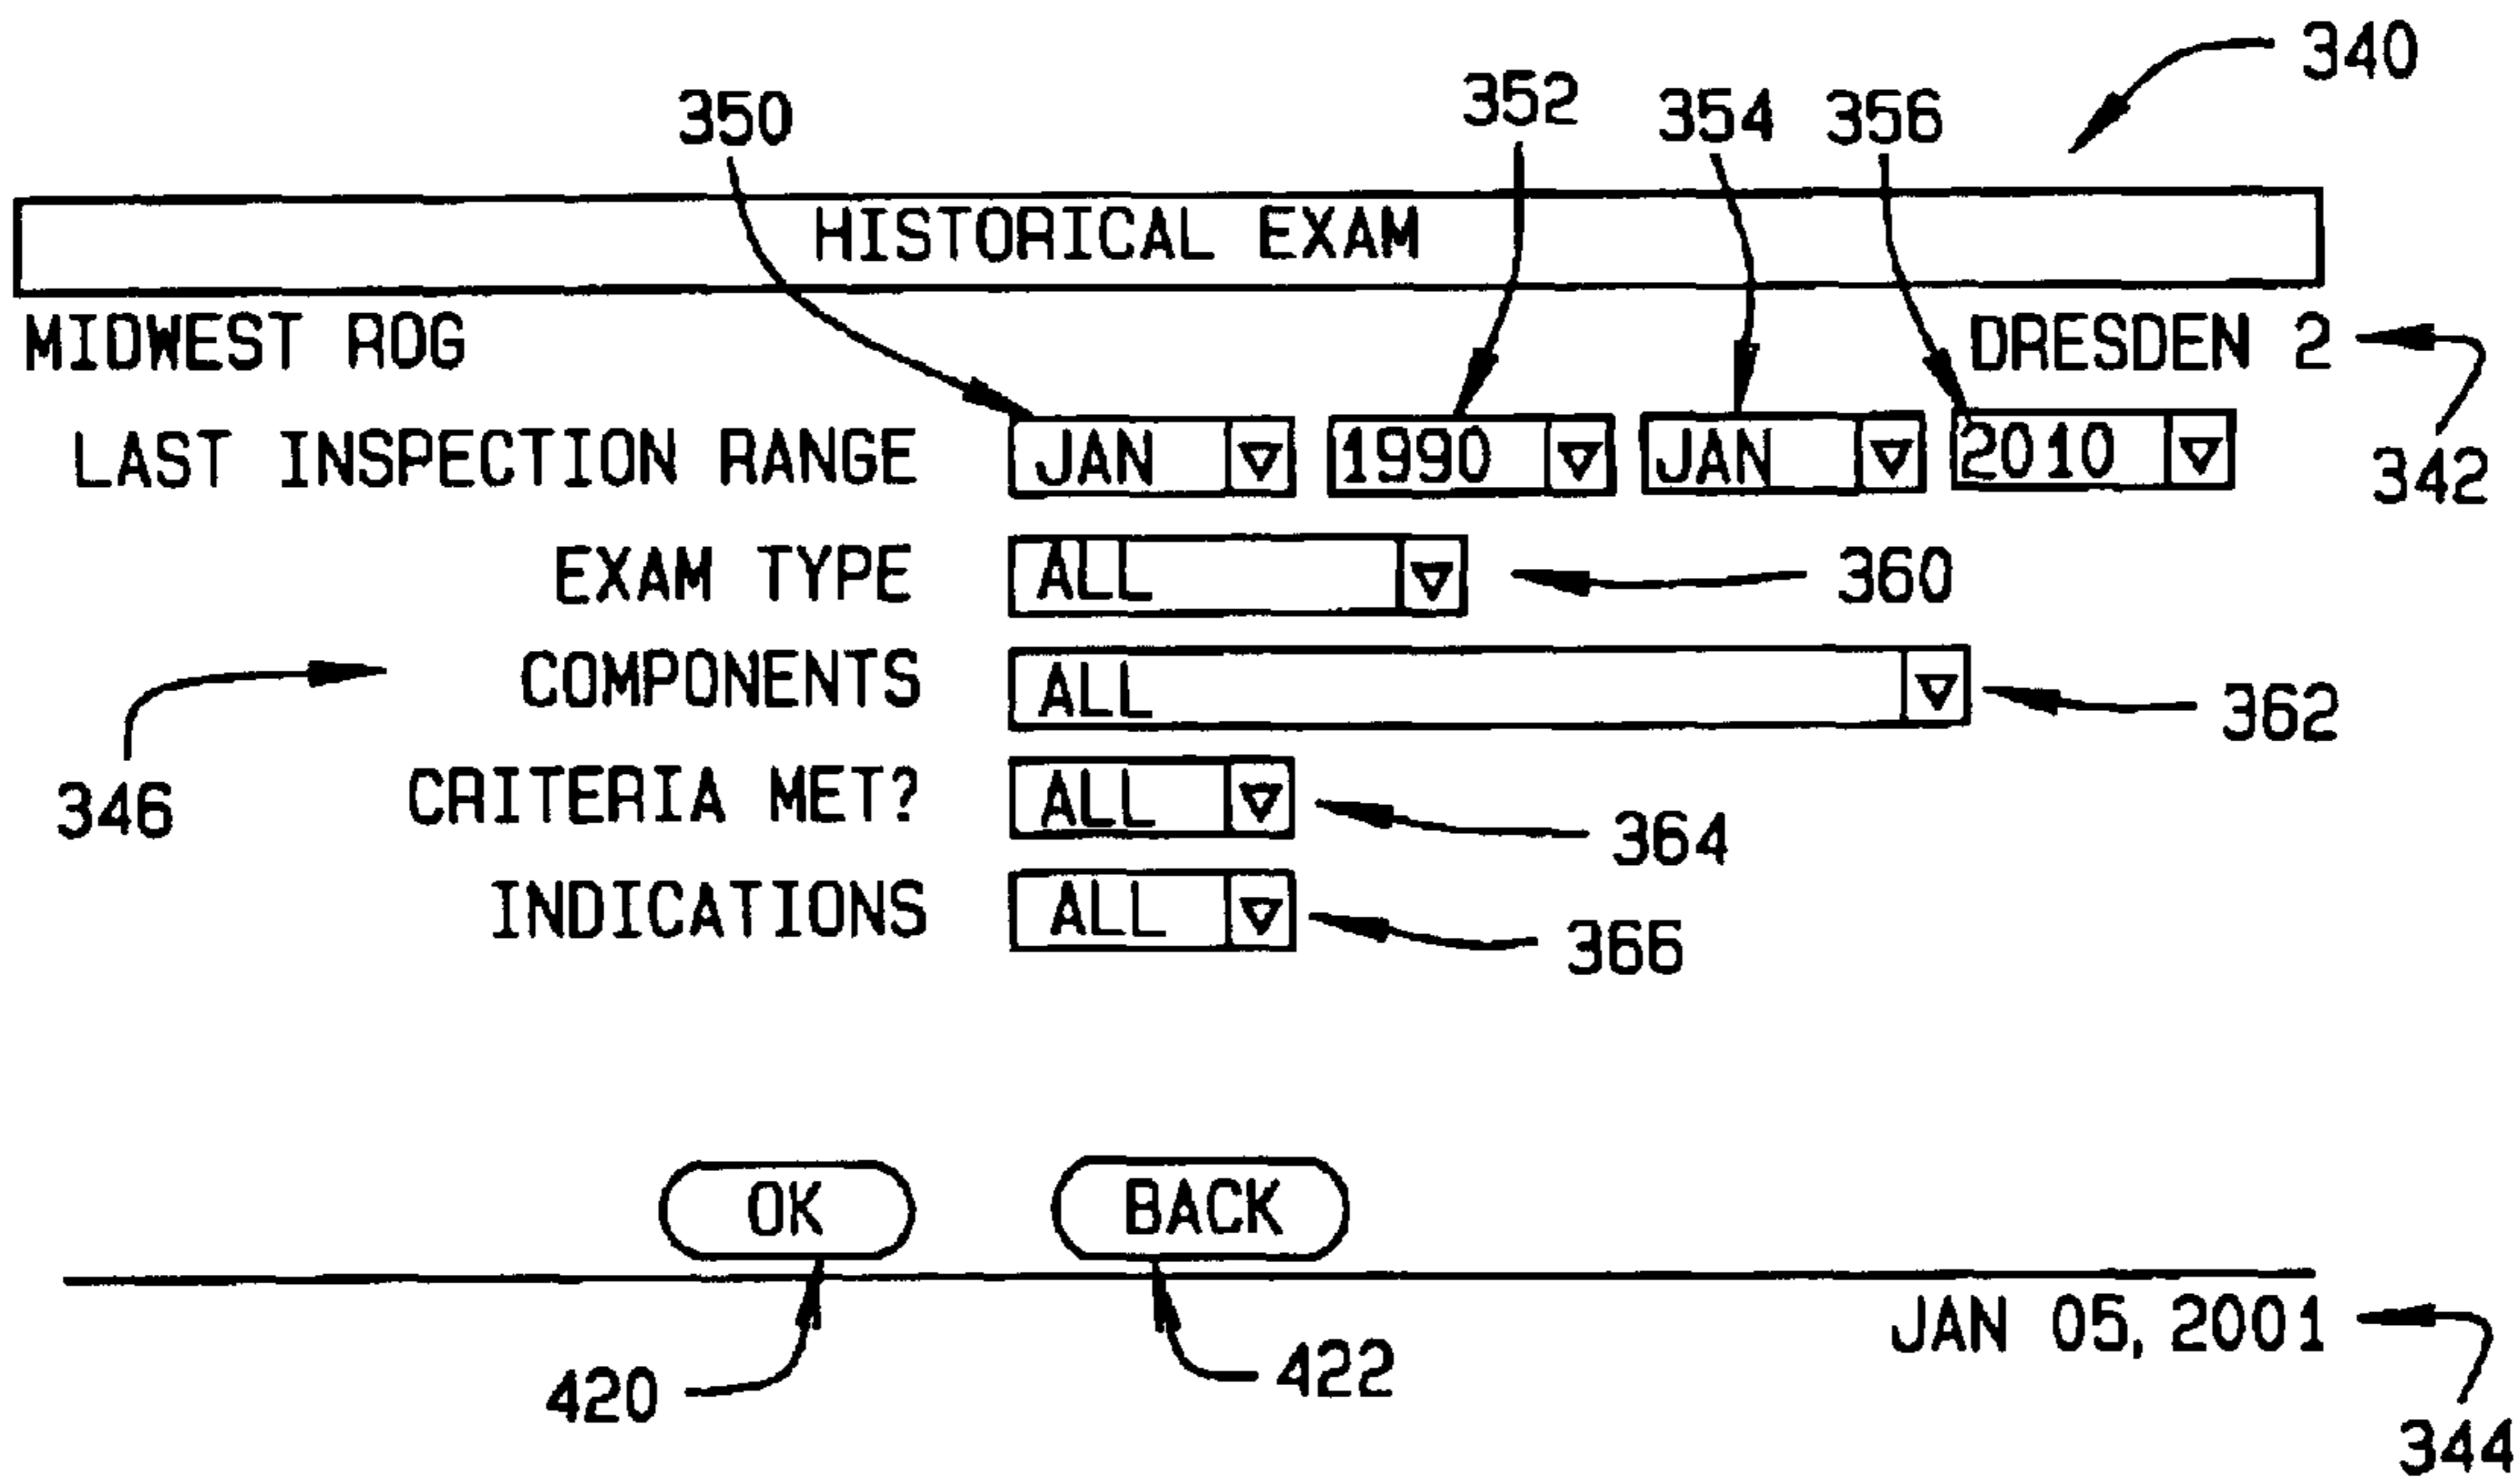 340
350 352 354 356
HISTORICAL EXAM
MIDWEST ROG DRESDEN 2
342
LAST INSPECTION RANGE JAN 1990 JAN 2010
EXAM TYPE ALL 360
COMPONENTS ALL 362
346
CRITERIA MET? ALL 364
INDICATIONS ALL 366
OK BACK
JAN 05, 2001
420 422
344